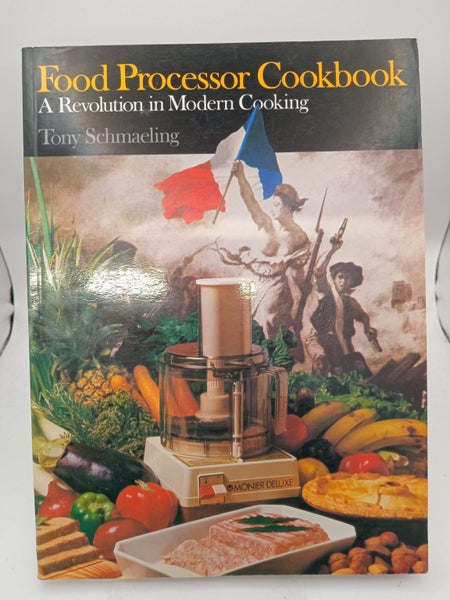 Food Processor Cookbook
A Revolution in Modern Cooking
Tony Schmaeling
MONIER DELUXE